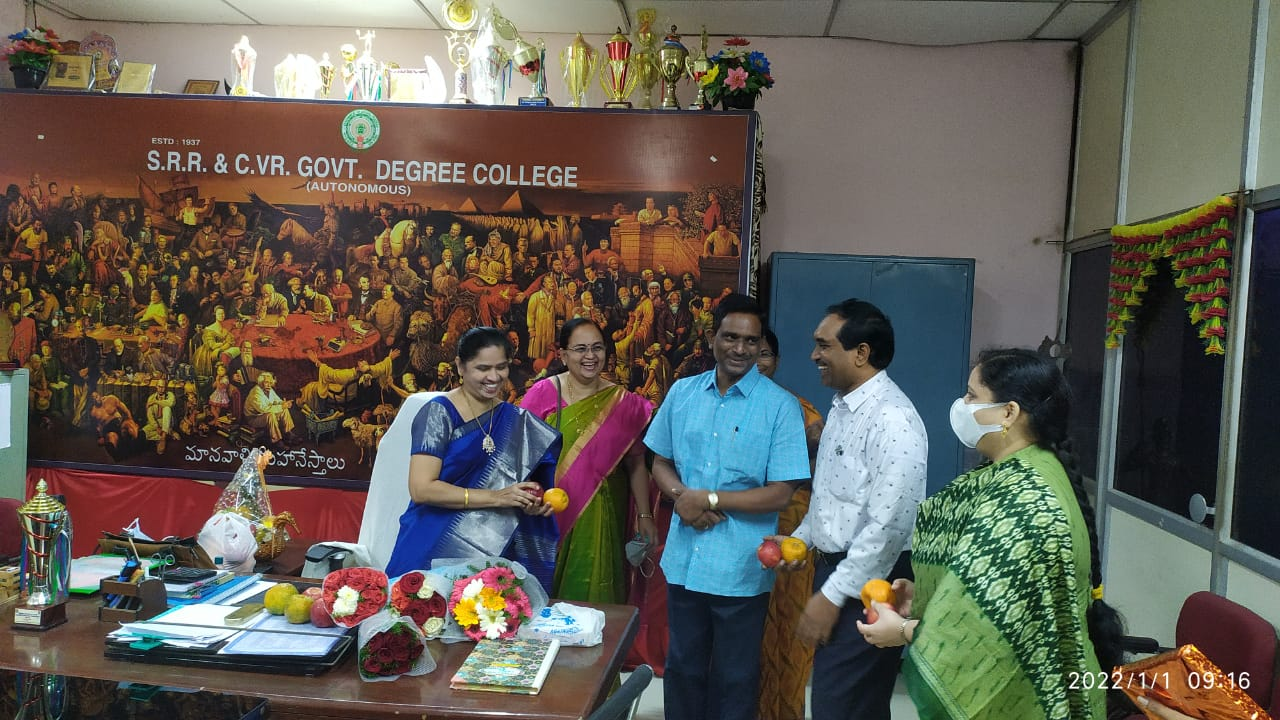 ESTD : 1937
S.R.R. & C.VR. GOVT. DEGREE COLLEGE
(AUTONOMOUS)
2022/1/1 09:16